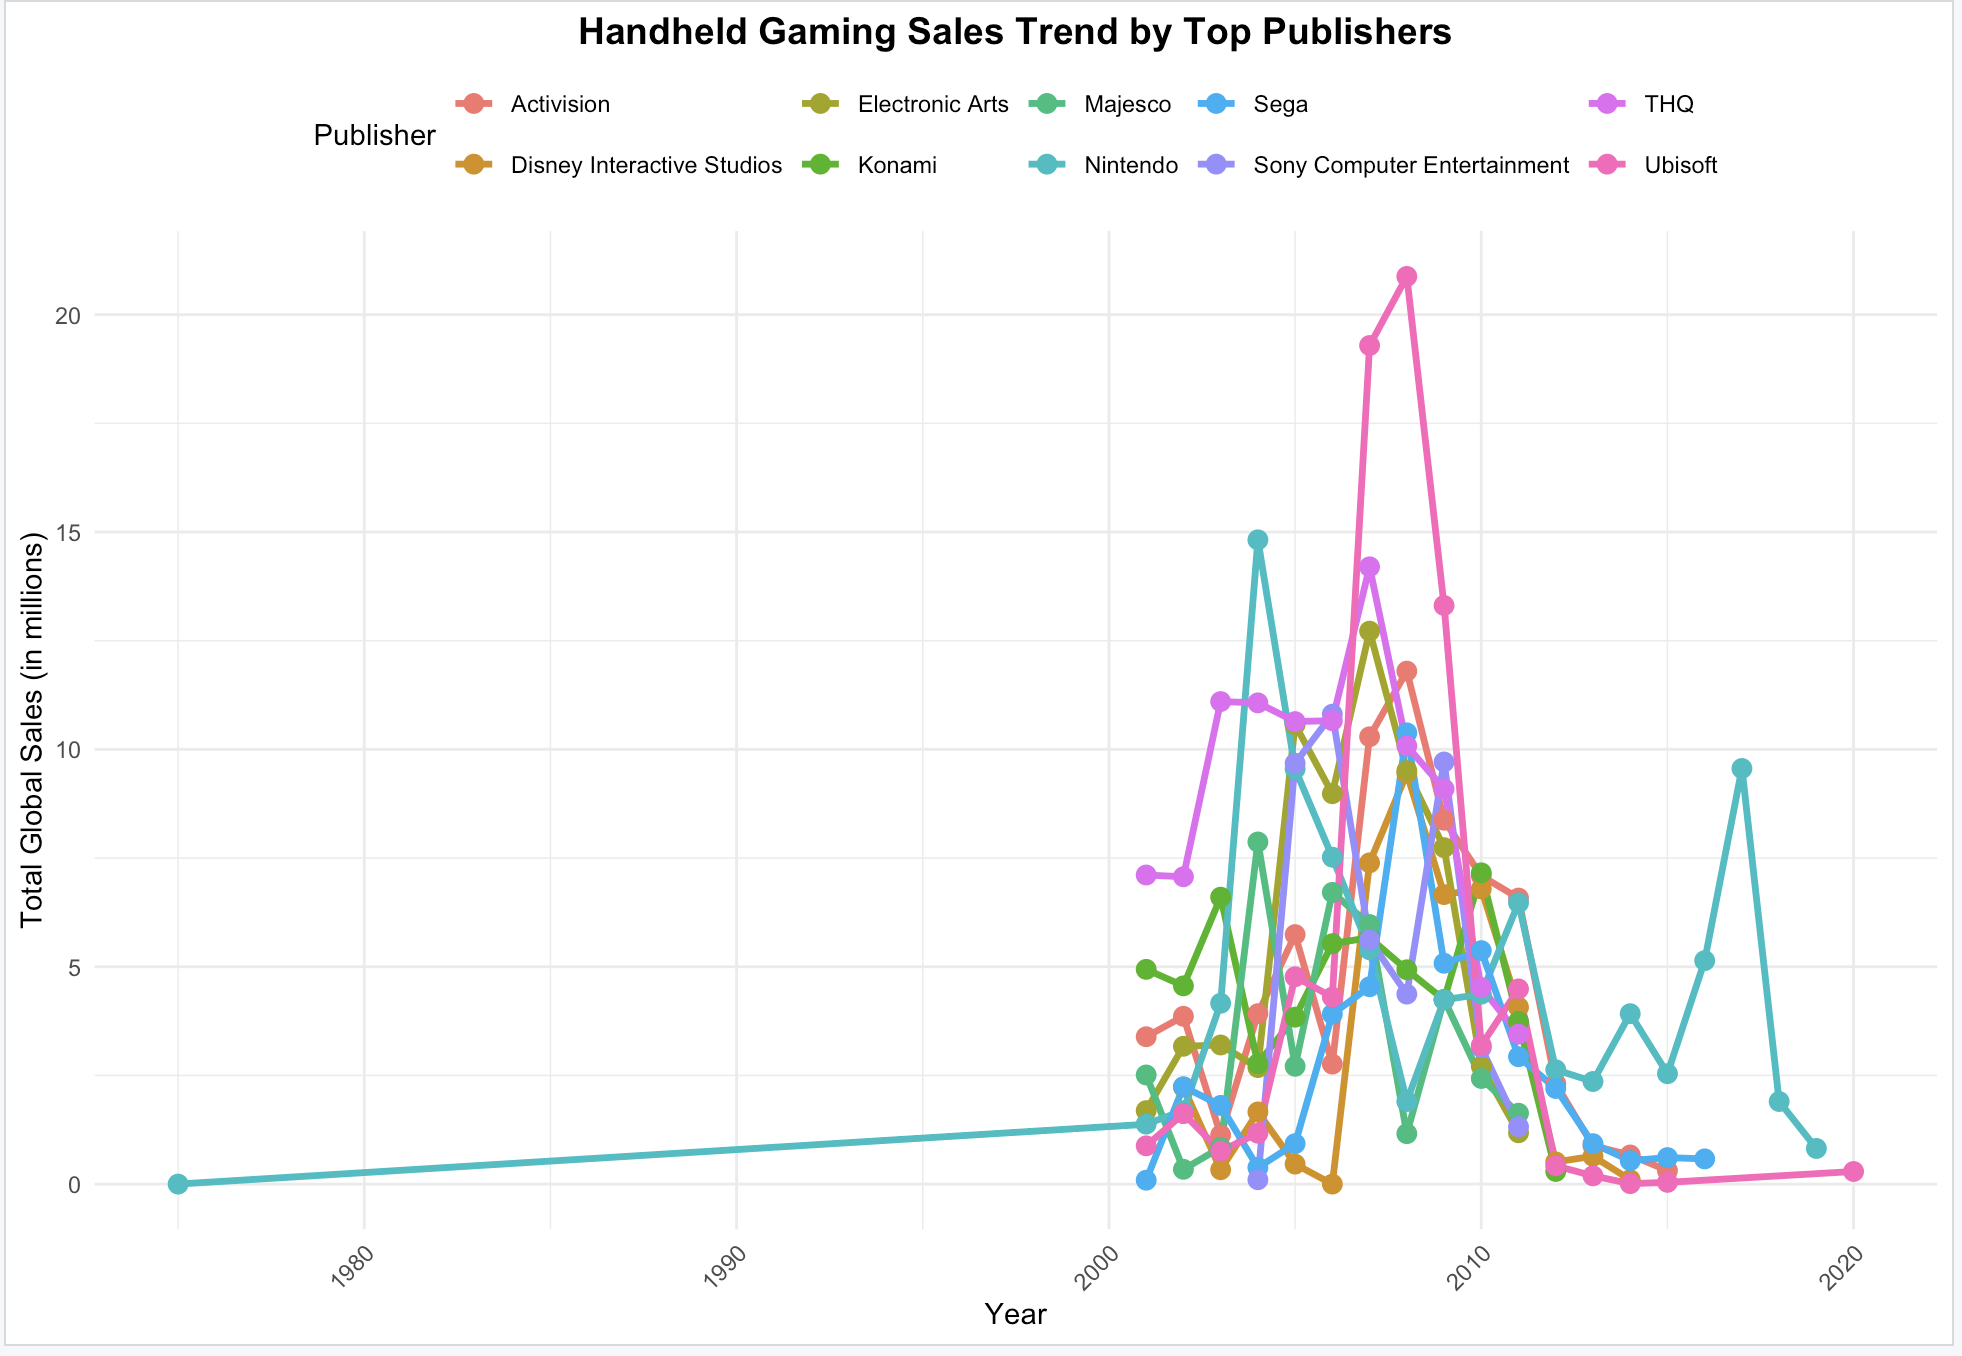 Handheld Gaming Sales Trend by Top Publishers
Publisher
Activision
Electronic Arts
Majesco
Sega
THQ
Disney Interactive Studios
Konami
Nintendo
Sony Computer Entertainment
Ubisoft
Total Global Sales (in millions)
20
15
10
5
0
1980
1990
2000
2010
2020
Year